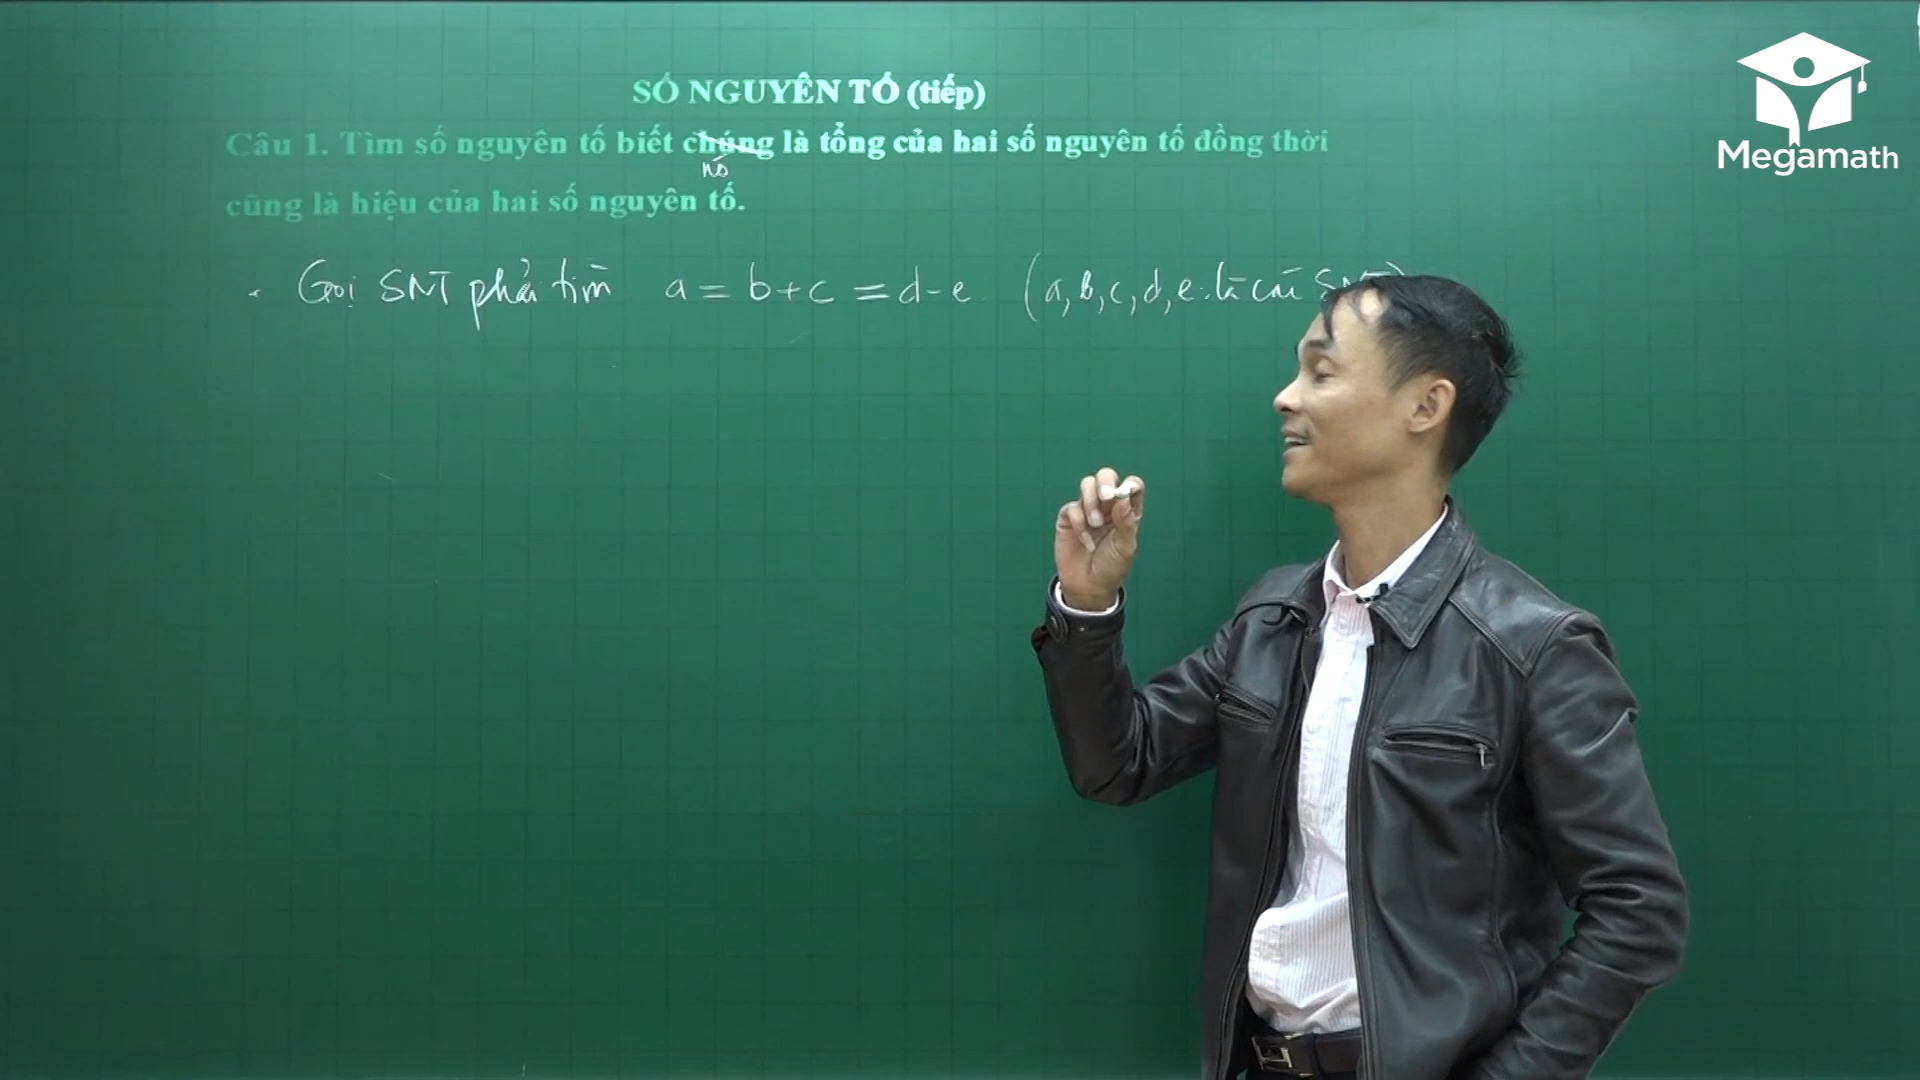 SỐ NGUYÊN TỐ (tiếp)
Câu 1. Tìm số nguyên tố biết chúng là tổng của hai số nguyên tố đồng thời
nó
cũng là hiệu của hai số nguyên tố.
. Gọi SNT phải tìm a = b+c = d-e. (a,b,c,d,e: là các SNT)
Megamath